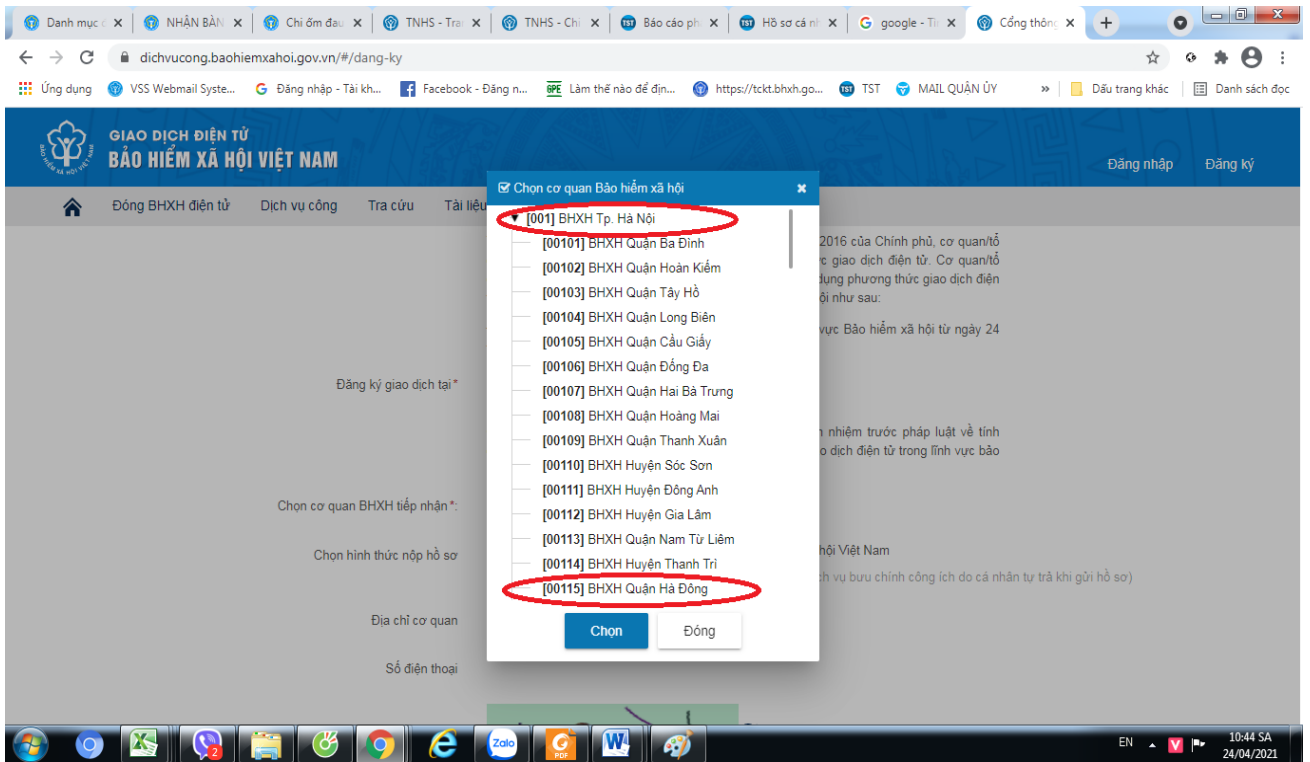 Danh mục c
NHÂN BẢN
Chi ốm đau
TNHS - Trar
TNHS - Chi
Báo cáo ph
Hồ sơ cá nh
google - Tì
Cổng thông
dichvucong.baohiemxahoi.gov.vn/#/dang-ky
Ứng dụng
VSS Webmail Syste...
Đăng nhập - Tài kh...
Facebook - Đăng n...
Làm thế nào để địn...
https://tckt.bhxh.go...
TST
MAIL QUẬN ỦY
»
Dấu trang khác
Danh sách đọc
GIAO DỊCH ĐIỆN TỬ
BẢO HIỂM XÃ HỘI VIỆT NAM
Đăng nhập
Đăng ký
Đóng BHXH điện tử
Dịch vụ công
Tra cứu
Tài liệu
Chọn cơ quan Bảo hiểm xã hội
[001] BHXH Tp. Hà Nội
[00101] BHXH Quận Ba Đình
[00102] BHXH Quận Hoàn Kiếm
[00103] BHXH Quận Tây Hồ
[00104] BHXH Quận Long Biên
[00105] BHXH Quận Cầu Giấy
[00106] BHXH Quận Đống Đa
[00107] BHXH Quận Hai Bà Trưng
[00108] BHXH Quận Hoàng Mai
[00109] BHXH Quận Thanh Xuân
[00110] BHXH Huyện Sóc Sơn
[00111] BHXH Huyện Đông Anh
[00112] BHXH Huyện Gia Lâm
[00113] BHXH Quận Nam Từ Liêm
[00114] BHXH Huyện Thanh Trì
[00115] BHXH Quận Hà Đông
Chọn
Đóng
2016 của Chính phủ, cơ quan/tổ
giao dịch điện tử. Cơ quan/tổ
dụng phương thức giao dịch điện
như sau:
vực Bảo hiểm xã hội từ ngày 24
Đăng ký giao dịch tại*
nhiệm trước pháp luật về tính
dịch điện tử trong lĩnh vực bảo
Chọn cơ quan BHXH tiếp nhận*:
Chọn hình thức nộp hồ sơ
hội Việt Nam
vụ bưu chính công ích do cá nhân tự trả khi gửi hồ sơ)
Địa chỉ cơ quan
Số điện thoại
2
Zalo
PDF
EN
10:44 SA
24/04/2021